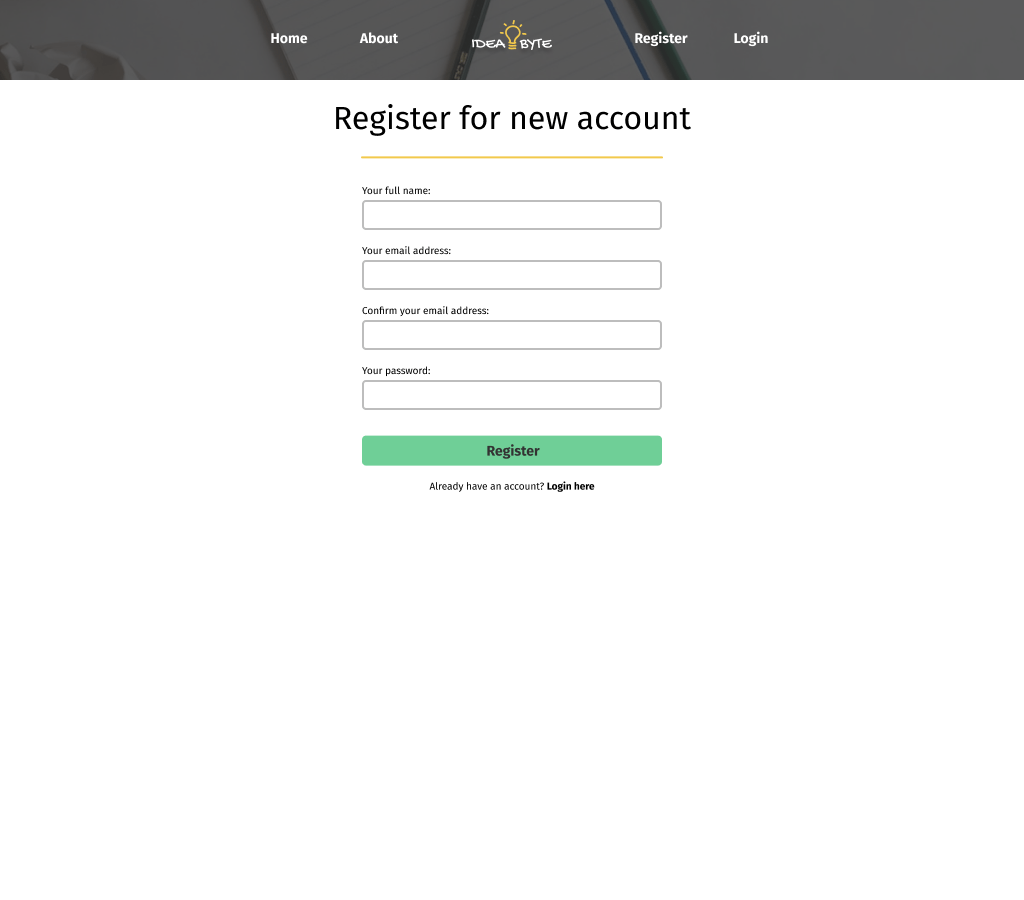 Home About IDEA BYTE Register Login
Register for new account
Your full name:
Your email address:
Confirm your email address:
Your password:
Register
Already have an account? Login here